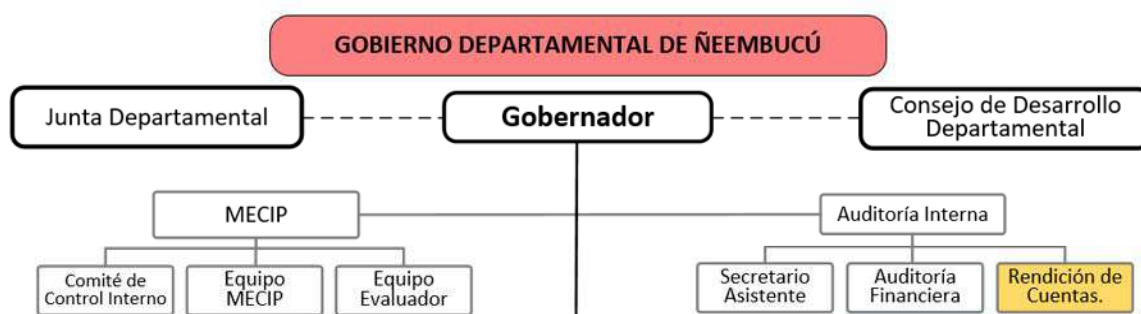 GOBIERNO DEPARTAMENTAL DE ÑEEMBUCÚ
Junta Departamental
Gobernador
Consejo de Desarrollo
Departamental
MECIP
Auditoría Interna
Comité de
Control Interno
Equipo
MECIP
Equipo
Evaluador
Secretario
Asistente
Auditoría
Financiera
Rendición de
Cuentas.